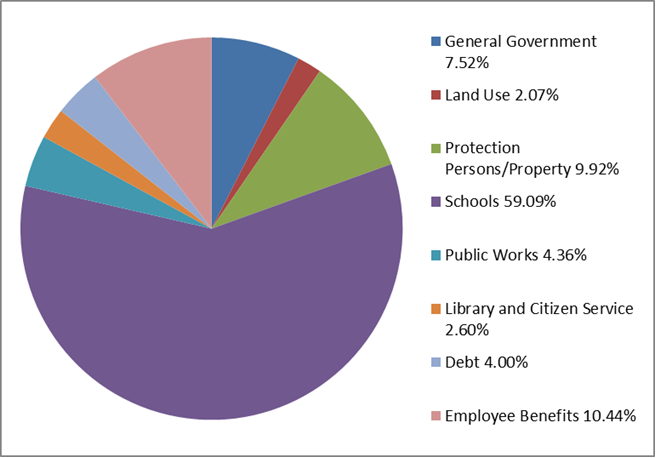 General Government
7.52%
Land Use 2.07%
Protection
Persons/Property 9.92%
Schools 59.09%
Public Works 4.36%
Library and Citizen Service
2.60%
Debt 4.00%
Employee Benefits 10.44%